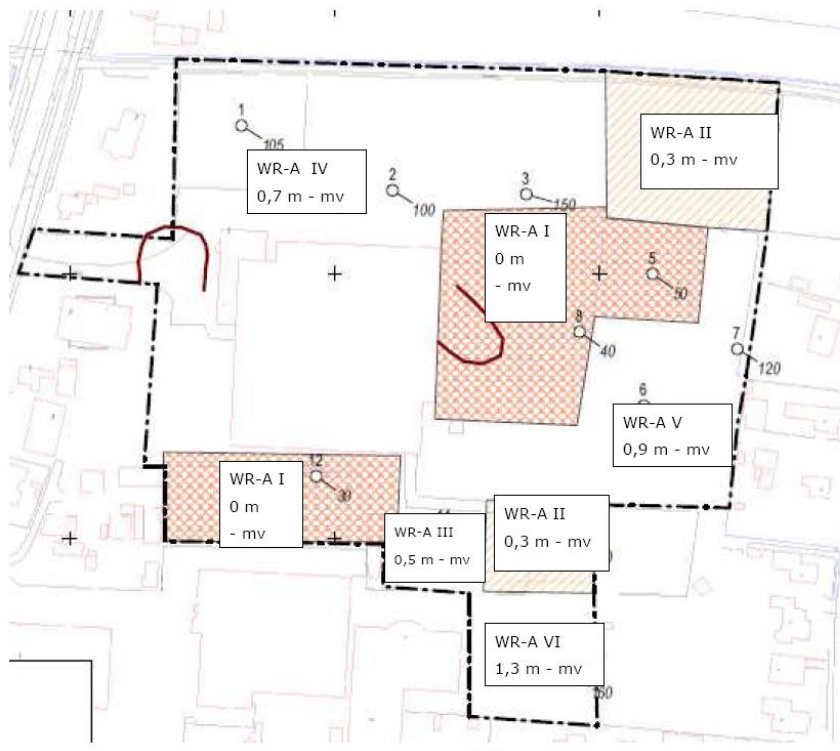 1
105
WR-A IV
0,7 m - mv
2
100
3
150
WR-A II
0,3 m - mv
WR-A I
0 m
- mv
5
50
8
40
7
120
6
WR-A V
0,9 m - mv
12
30
WR-A I
0 m
- mv
WR-A III
0,5 m - mv
WR-A II
0,3 m - mv
WR-A VI
1,3 m - mv